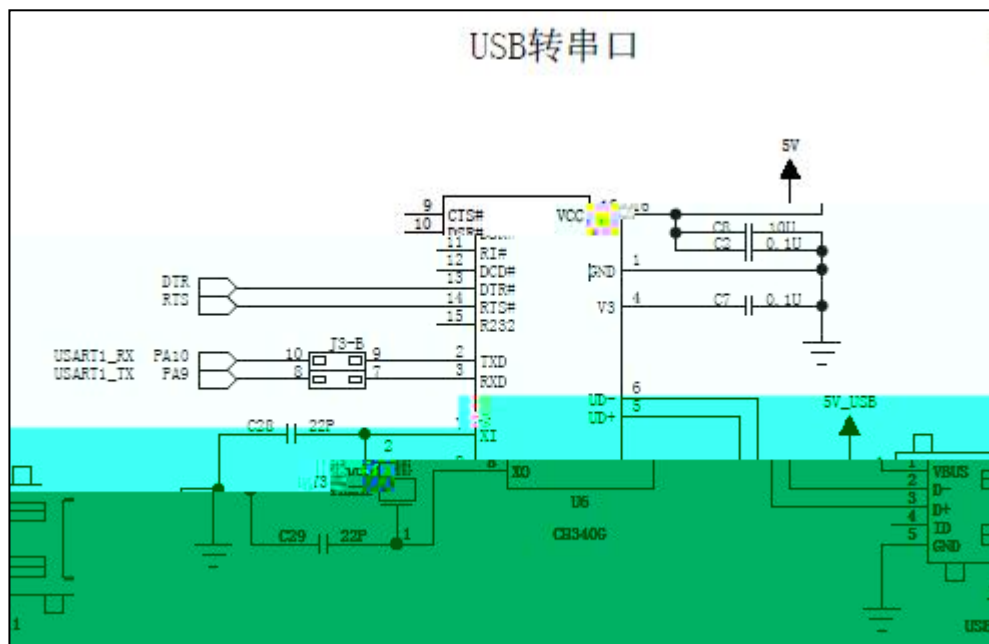 USB转串口
5V
9 CTS# VCC
10 DSR#
C8 10U
11 RI# C2 0.1U
12 DCD# GND 1
DTR 13 DTR#
RTS 14 RTS# V3 4 C7 0.1U
15 R232
J3-B
USART1_RX PA10 10 9 2 TXD
USART1_TX PA9 8 7 3 RXD
UD- 6
UD+ 5
5V_USB
C28 22P XI
2
8 XO
1 VBUS
2 D-
3 D+
4 ID
5 GND
U6
C29 22P 1 CH340G
1
USB